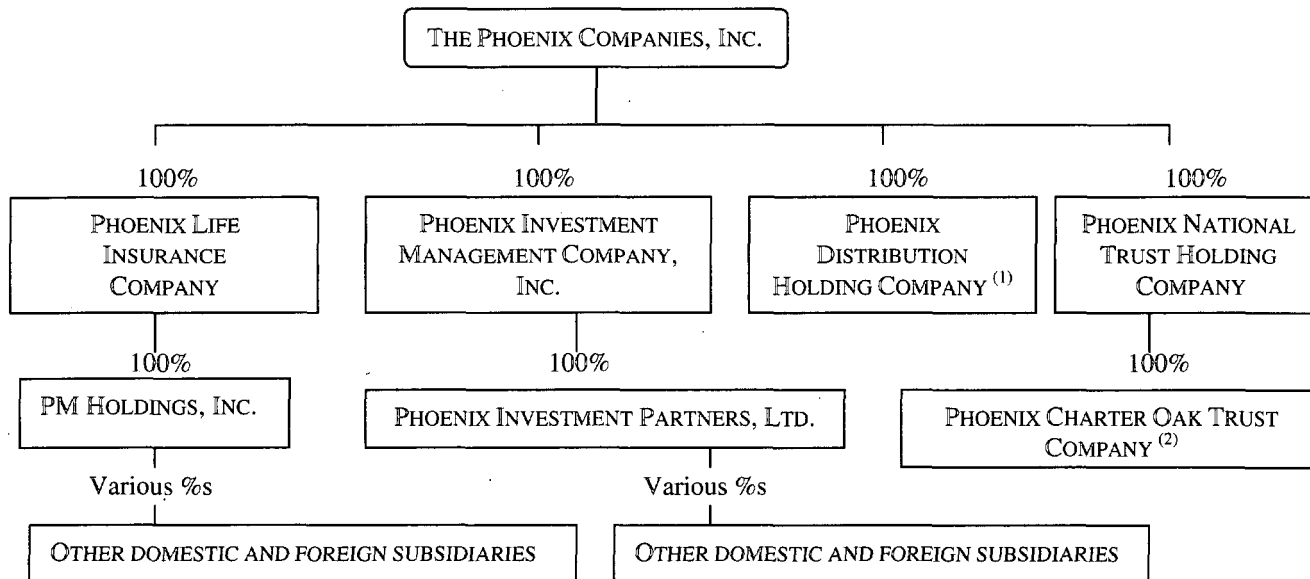 THE PHOENIX COMPANIES, INC.
100%
100%
100%
100%
PHOENIX LIFE
INSURANCE
COMPANY
PHOENIX INVESTMENT
MANAGEMENT COMPANY,
INC.
PHOENIX
DISTRIBUTION
HOLDING COMPANY (1)
PHOENIX NATIONAL
TRUST HOLDING
COMPANY
100%
100%
100%
PM HOLDINGS, INC.
PHOENIX INVESTMENT PARTNERS, LTD.
PHOENIX CHARTER OAK TRUST
COMPANY (2)
Various %s
Various %s
OTHER DOMESTIC AND FOREIGN SUBSIDIARIES
OTHER DOMESTIC AND FOREIGN SUBSIDIARIES